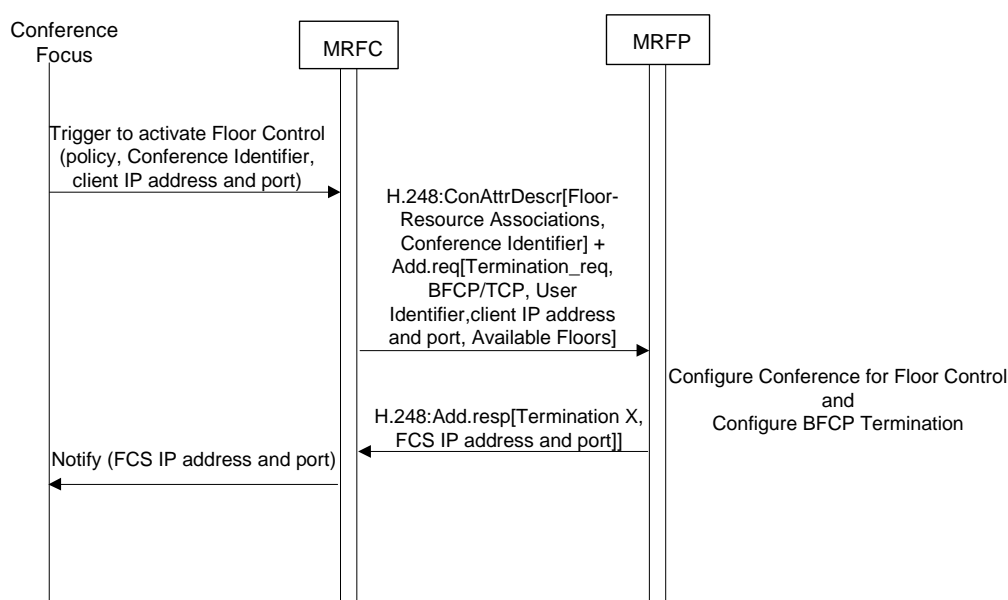 Conference
Focus
MRFC
MRFP
Trigger to activate Floor Control
(policy, Conference Identifier,
client IP address and port)
H.248:ConAttrDescr[Floor-
Resource Associations,
Conference Identifier] +
Add.req[Termination_req,
BFCP/TCP, User
Identifier,client IP address
and port, Available Floors]
Configure Conference for Floor Control
and
Configure BFCP Termination
H.248:Add.resp[Termination X,
FCS IP address and port]]
Notify (FCS IP address and port)